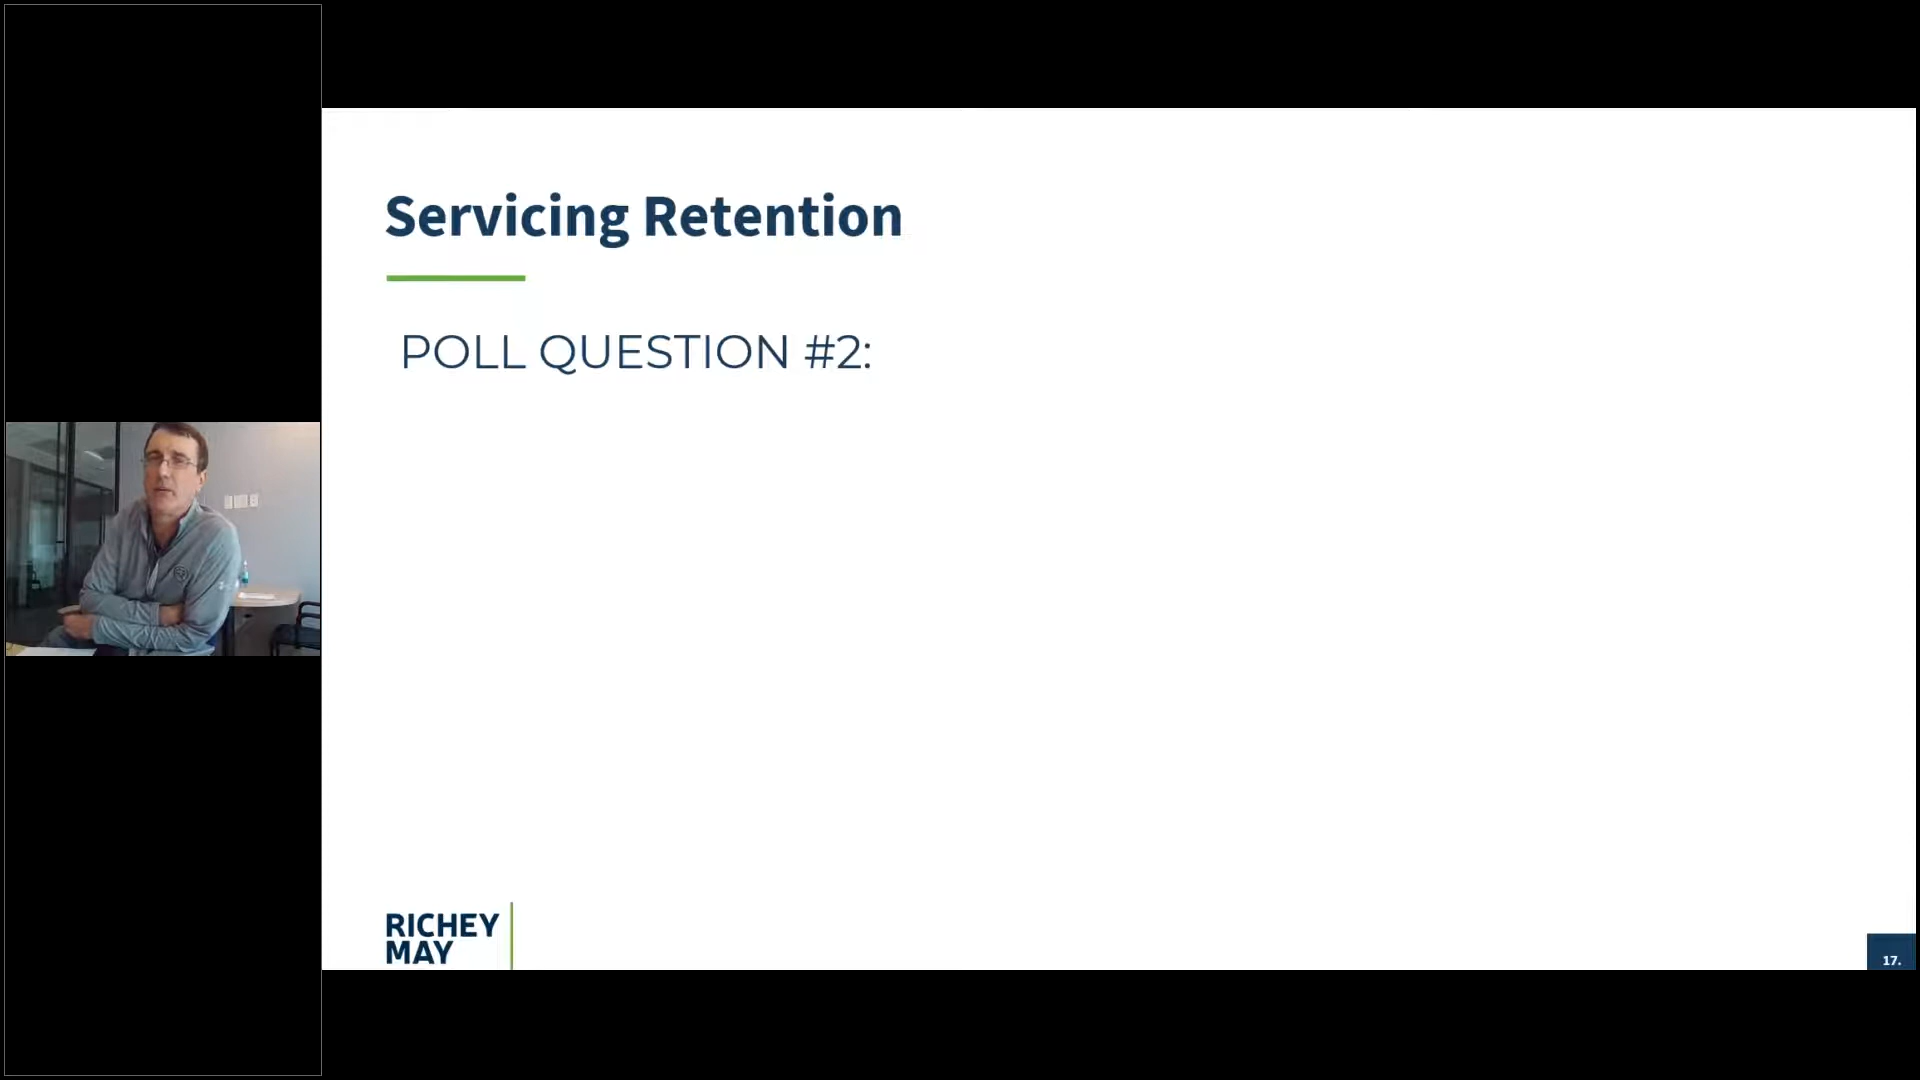 Servicing Retention
POLL QUESTION #2:
RICHEY
MAY
17.